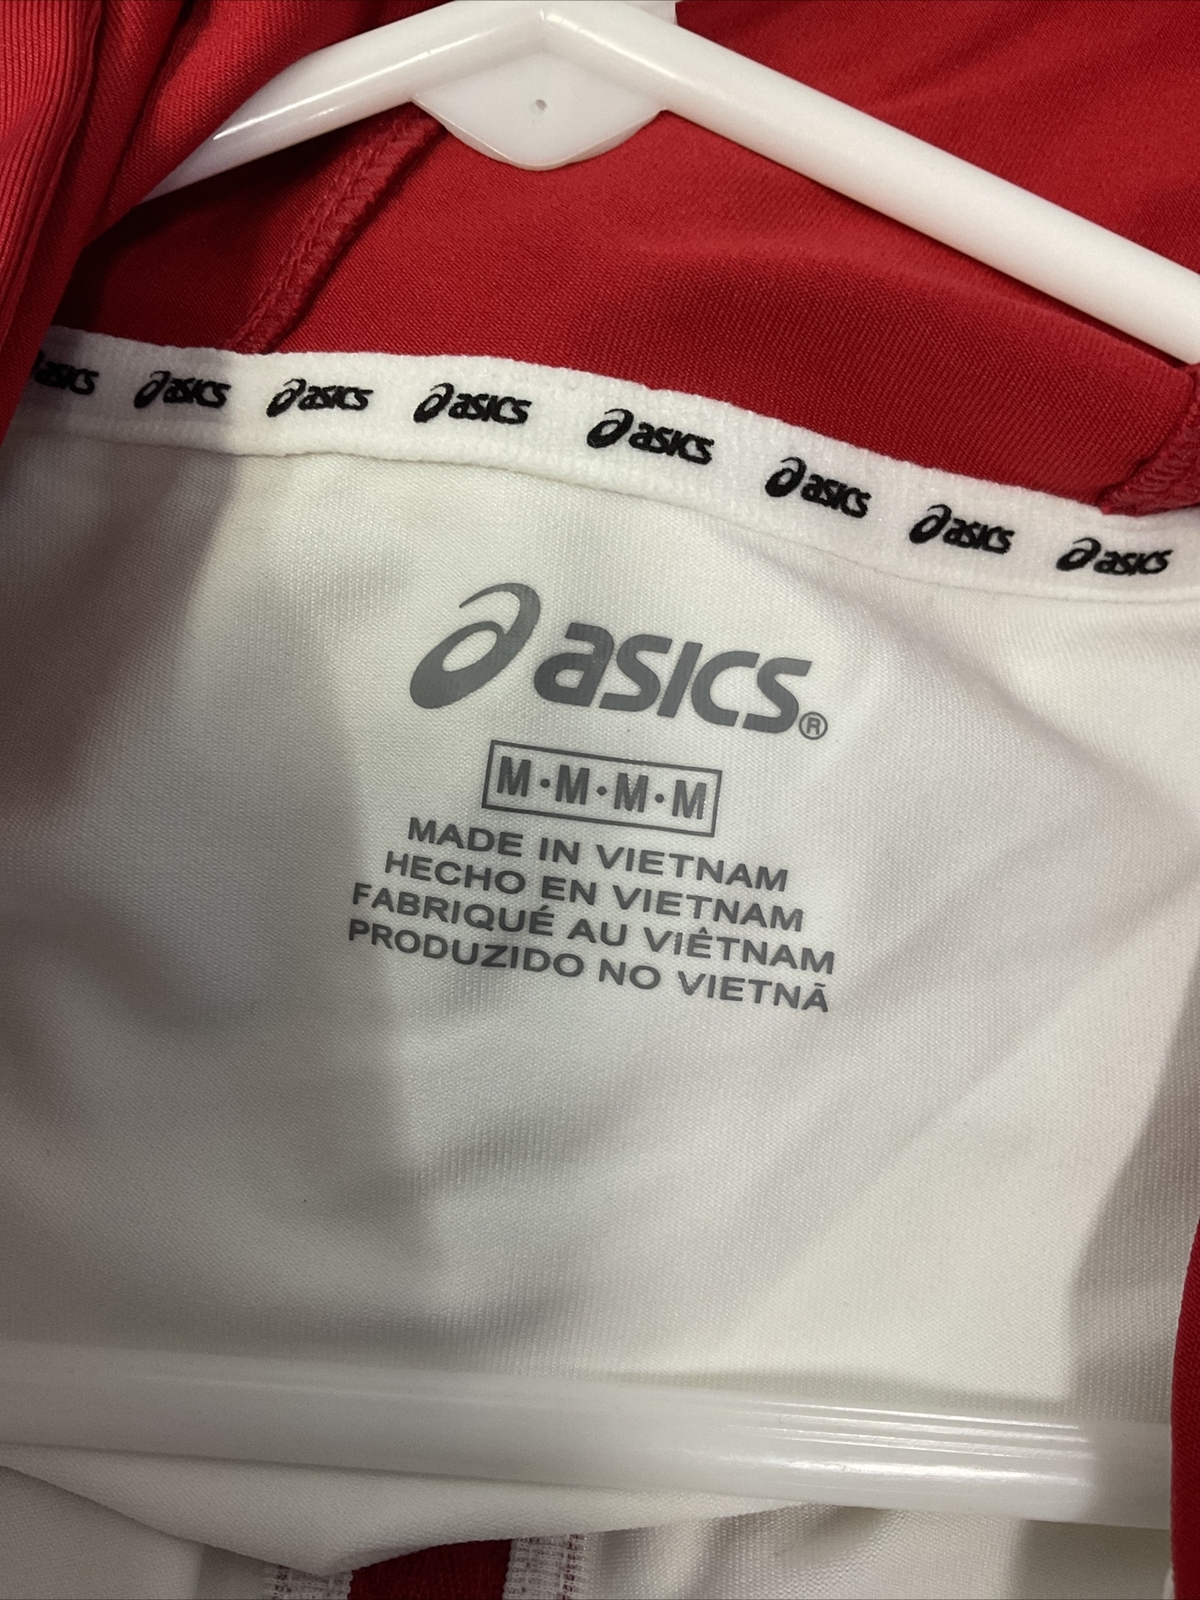 asics asics asics asics asics asics asics asics
asics®
M·M·M·M
MADE IN VIETNAM
HECHO EN VIETNAM
FABRIQUÉ AU VIÊTNAM
PRODUZIDO NO VIETNÃ